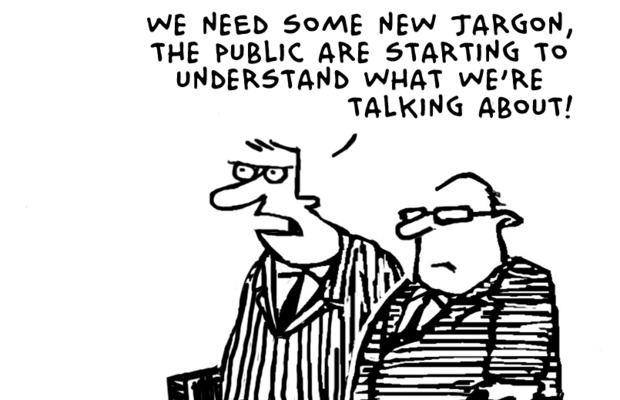 WE NEED SOME NEW JARGON,
THE PUBLIC ARE STARTING TO
UNDERSTAND WHAT WE'RE
TALKING ABOUT!